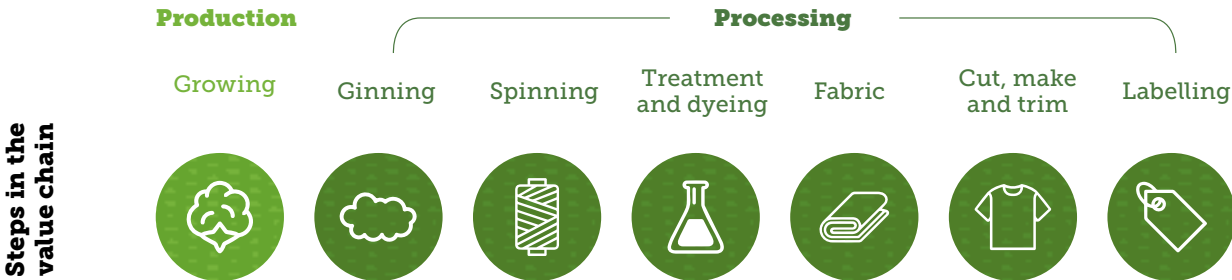 Production
Processing
Growing
Ginning
Spinning
Treatment
and dyeing
Fabric
Cut, make
and trim
Labelling
Steps in the
value chain